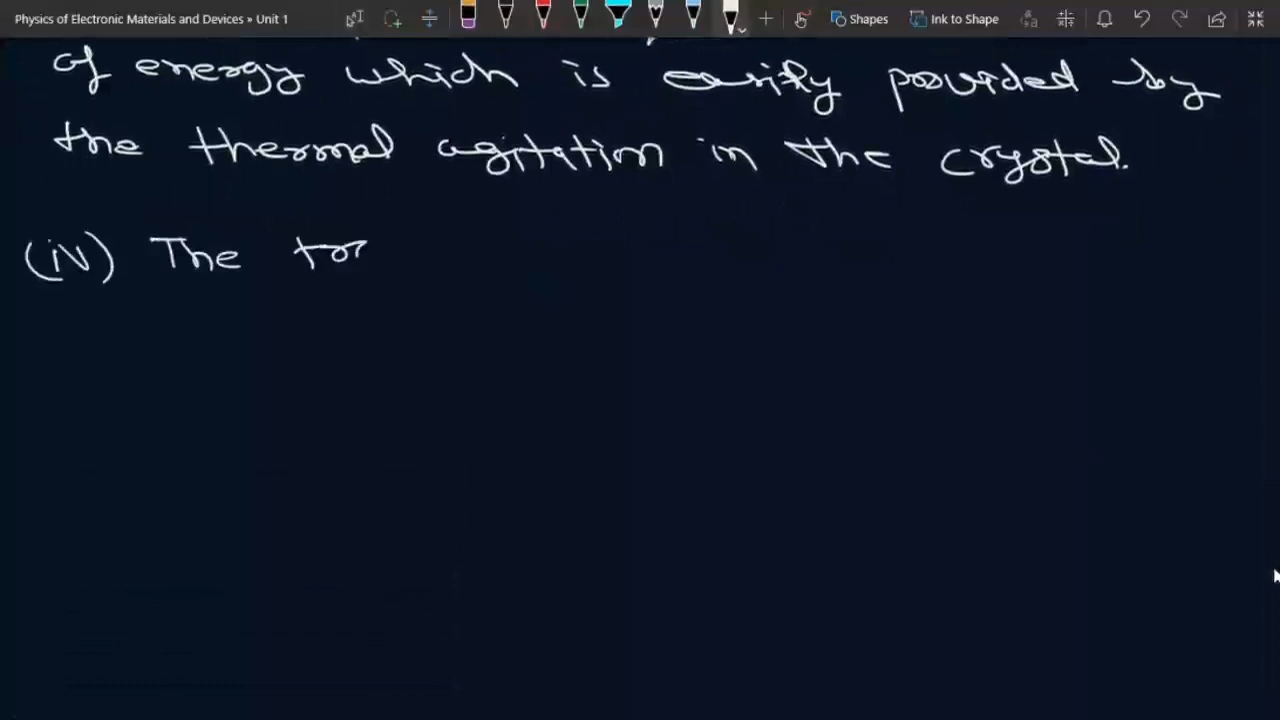 Physics of Electronic Materials and Devices » Unit 1
Shapes
Ink to Shape
of energy which is easily provided by
the thermal agitation in the crystal.
(iv) The